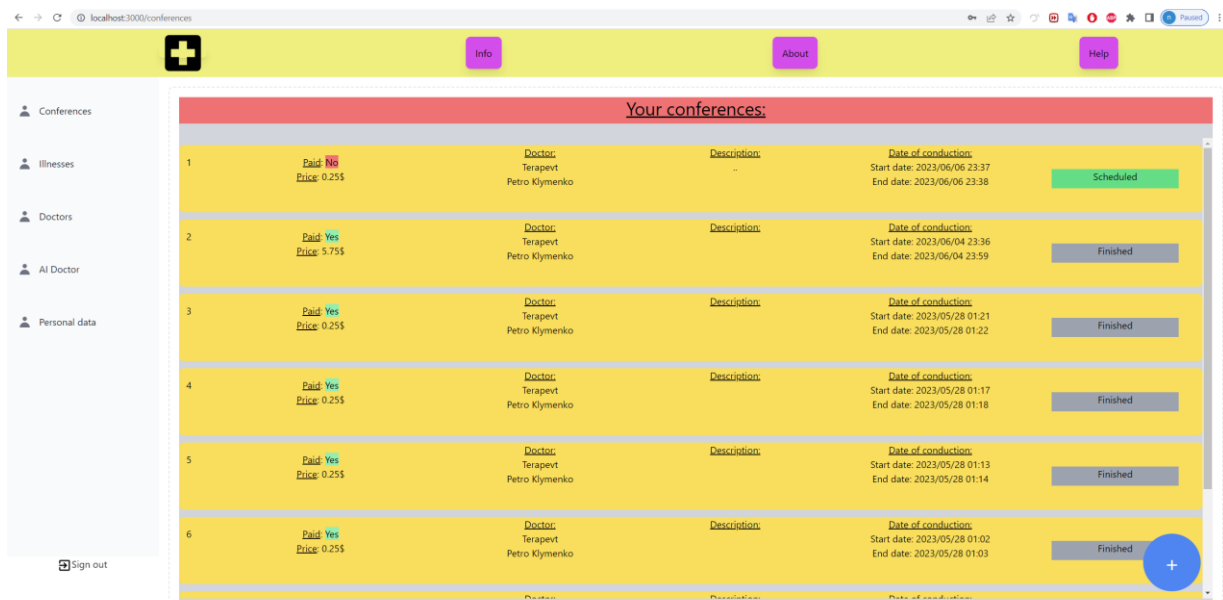 localhost:3000/conferences
Paused
Info
About
Help
Conferences
Illnesses
Doctors
AI Doctor
Personal data
Sign out
Your conferences:
1
Paid: No
Price: 0.25$
Doctor:
Terapevt
Petro Klymenko
Description:
..
Date of conduction:
Start date: 2023/06/06 23:37
End date: 2023/06/06 23:38
Scheduled
2
Paid: Yes
Price: 5.75$
Doctor:
Terapevt
Petro Klymenko
Description:
Date of conduction:
Start date: 2023/06/04 23:36
End date: 2023/06/04 23:59
Finished
3
Paid: Yes
Price: 0.25$
Doctor:
Terapevt
Petro Klymenko
Description:
Date of conduction:
Start date: 2023/05/28 01:21
End date: 2023/05/28 01:22
Finished
4
Paid: Yes
Price: 0.25$
Doctor:
Terapevt
Petro Klymenko
Description:
Date of conduction:
Start date: 2023/05/28 01:17
End date: 2023/05/28 01:18
Finished
5
Paid: Yes
Price: 0.25$
Doctor:
Terapevt
Petro Klymenko
Description:
Date of conduction:
Start date: 2023/05/28 01:13
End date: 2023/05/28 01:14
Finished
6
Paid: Yes
Price: 0.25$
Doctor:
Terapevt
Petro Klymenko
Description:
Date of conduction:
Start date: 2023/05/28 01:02
End date: 2023/05/28 01:03
Finished
+